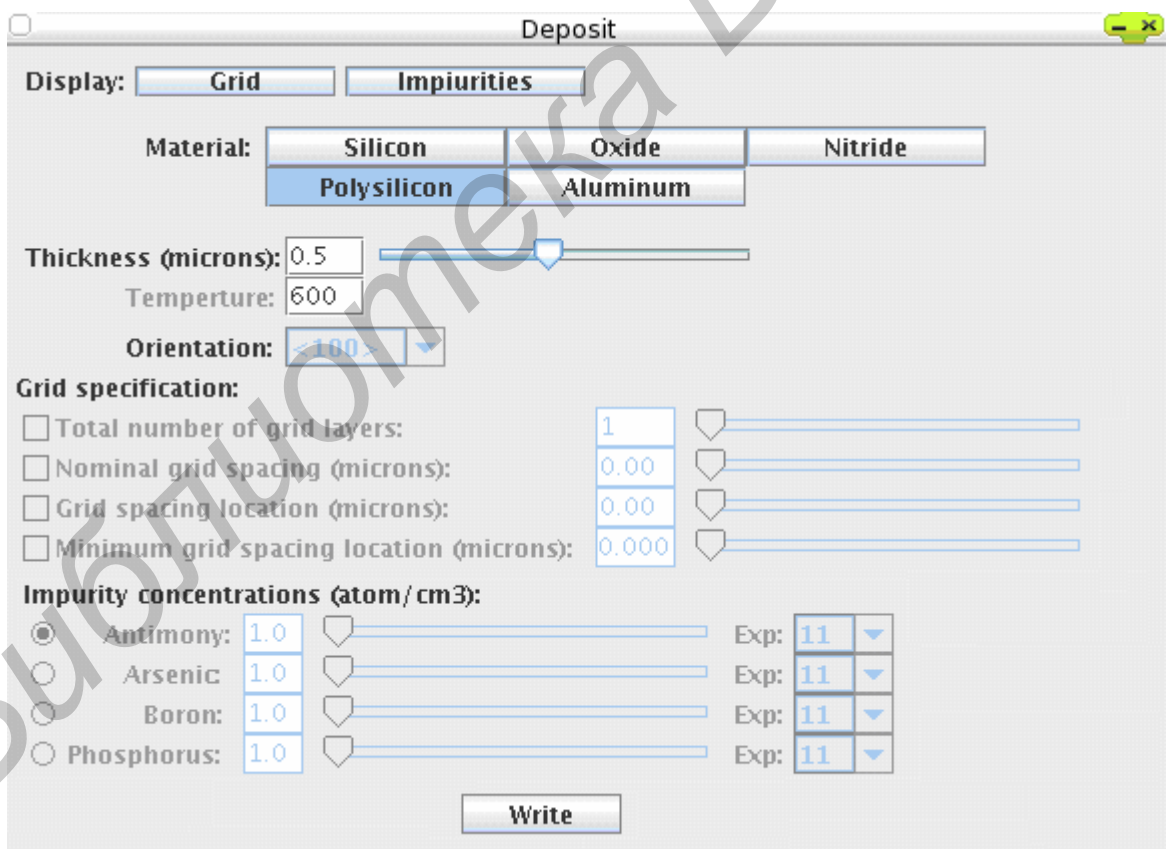 Deposit
Display: Grid Impiurities
Material: Silicon Oxide Nitride
Polysilicon Aluminum
Thickness (microns): 0.5
Temperture: 600
Orientation: <100>
Grid specification:
Total number of grid layers: 1
Nominal grid spacing (microns): 0.00
Grid spacing location (microns): 0.00
Minimum grid spacing location (microns): 0.000
Impurity concentrations (atom/cm3):
Antimony: 1.0 Exp: 11
Arsenic: 1.0 Exp: 11
Boron: 1.0 Exp: 11
Phosphorus: 1.0 Exp: 11
Write
Библиотека